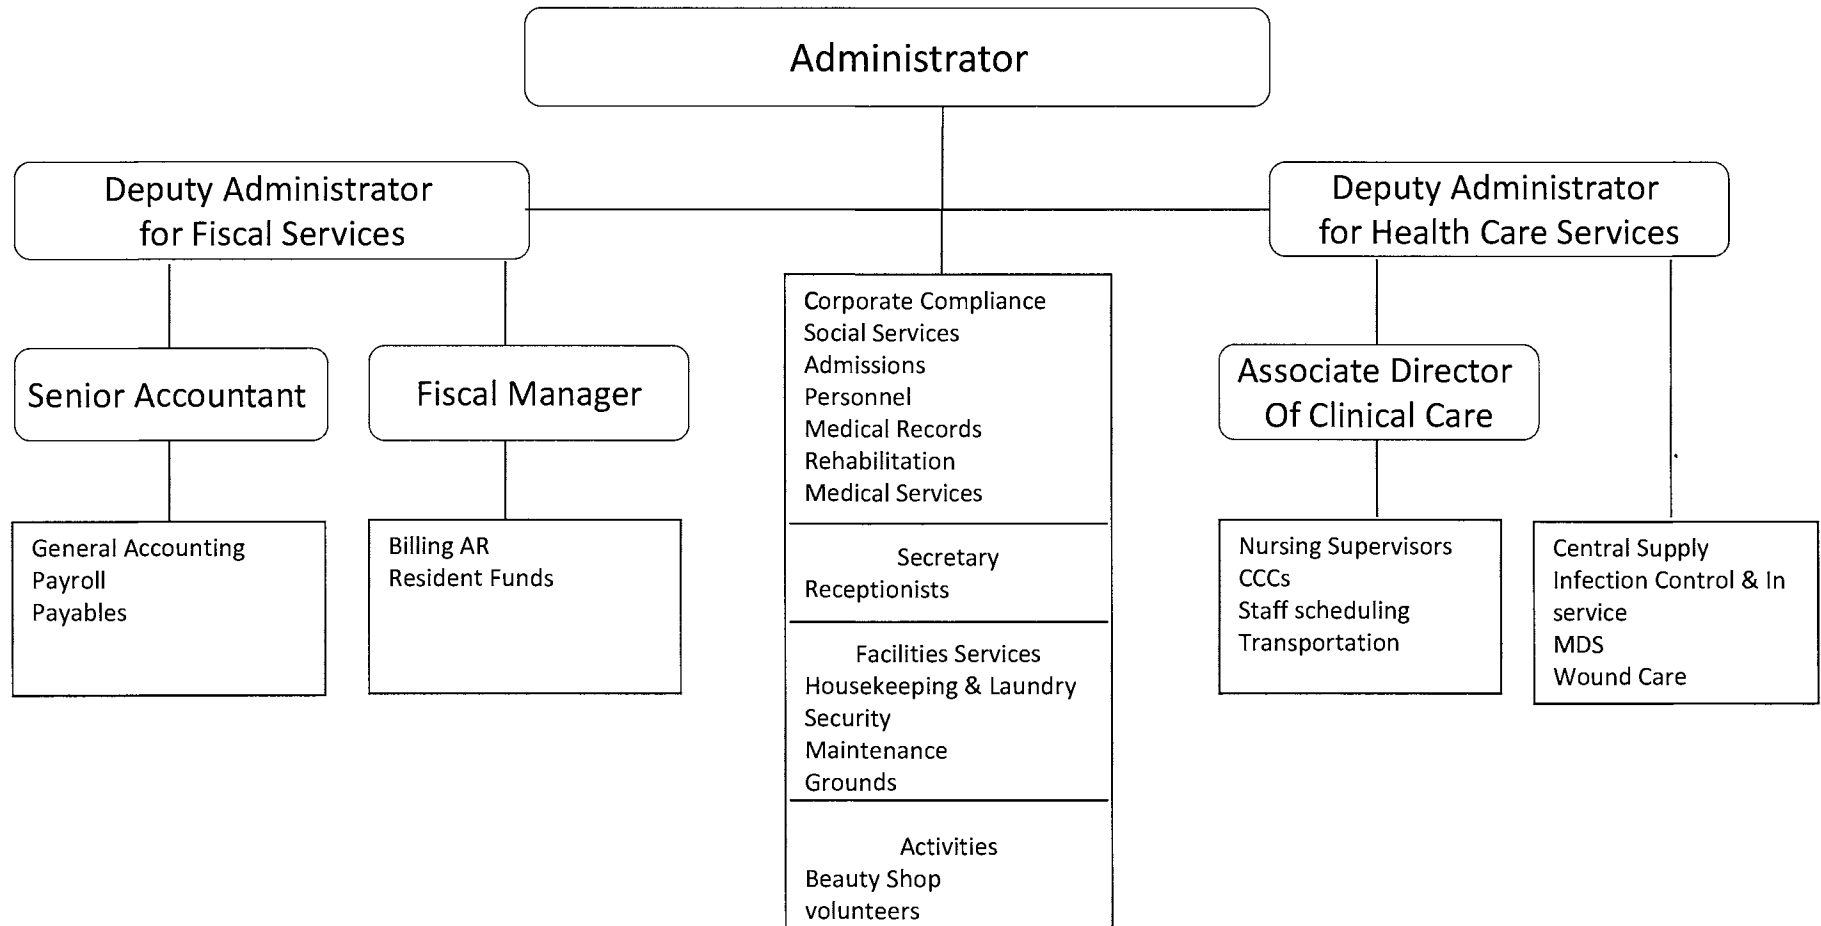 Administrator
Deputy Administrator
for Fiscal Services
Deputy Administrator
for Health Care Services
Senior Accountant
Fiscal Manager
Associate Director
Of Clinical Care
General Accounting
Payroll
Payables
Billing AR
Resident Funds
Corporate Compliance
Social Services
Admissions
Personnel
Medical Records
Rehabilitation
Medical Services
Secretary
Receptionists
Facilities Services
Housekeeping & Laundry
Security
Maintenance
Grounds
Activities
Beauty Shop
volunteers
Nursing Supervisors
CCCs
Staff scheduling
Transportation
Central Supply
Infection Control & In
service
MDS
Wound Care